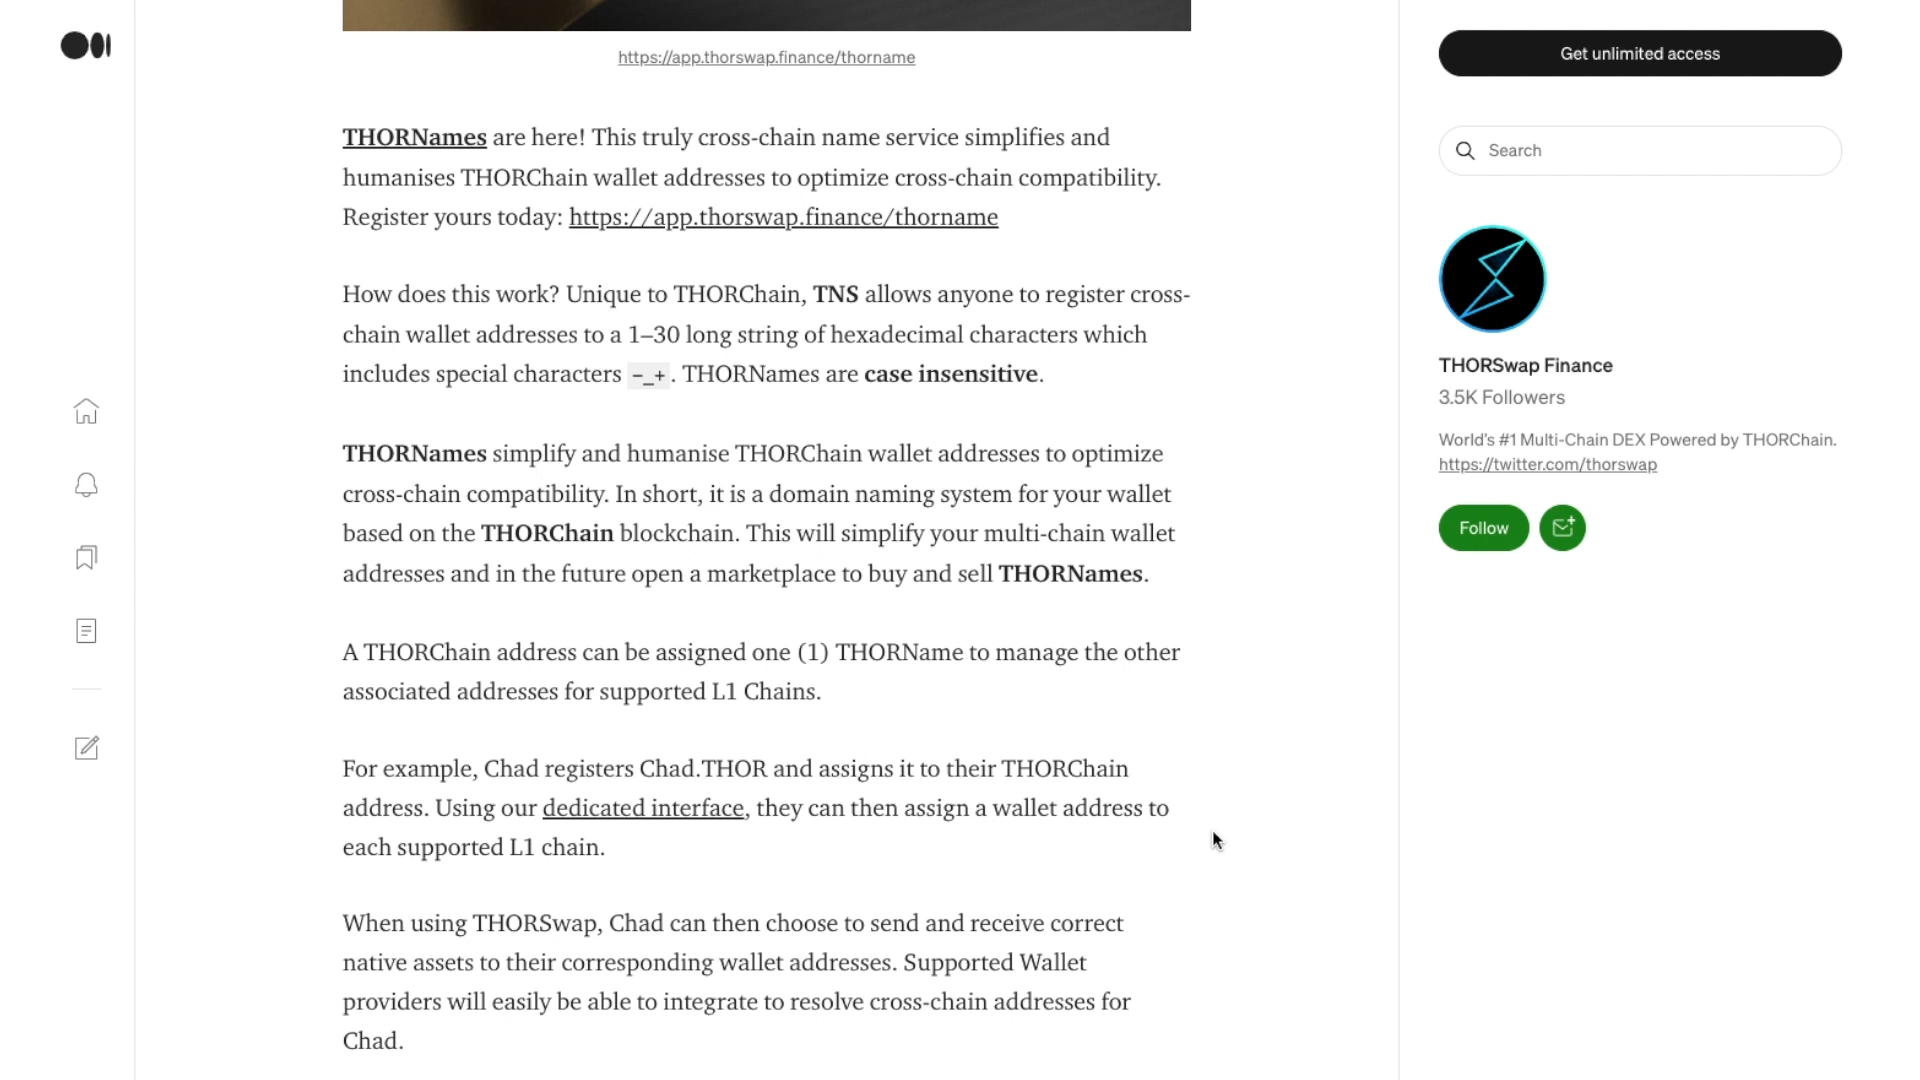 https://app.thorswap.finance/thorname
THORNames are here! This truly cross-chain name service simplifies and
humanises THORChain wallet addresses to optimize cross-chain compatibility.
Register yours today: https://app.thorswap.finance/thorname
How does this work? Unique to THORChain, TNS allows anyone to register cross-
chain wallet addresses to a 1–30 long string of hexadecimal characters which
includes special characters -_+. THORNames are case insensitive.
THORNames simplify and humanise THORChain wallet addresses to optimize
cross-chain compatibility. In short, it is a domain naming system for your wallet
based on the THORChain blockchain. This will simplify your multi-chain wallet
addresses and in the future open a marketplace to buy and sell THORNames.
A THORChain address can be assigned one (1) THORName to manage the other
associated addresses for supported L1 Chains.
For example, Chad registers Chad.THOR and assigns it to their THORChain
address. Using our dedicated interface, they can then assign a wallet address to
each supported L1 chain.
When using THORSwap, Chad can then choose to send and receive correct
native assets to their corresponding wallet addresses. Supported Wallet
providers will easily be able to integrate to resolve cross-chain addresses for
Chad.
Get unlimited access
Search
THORSwap Finance
3.5K Followers
World's #1 Multi-Chain DEX Powered by THORChain.
https://twitter.com/thorswap
Follow